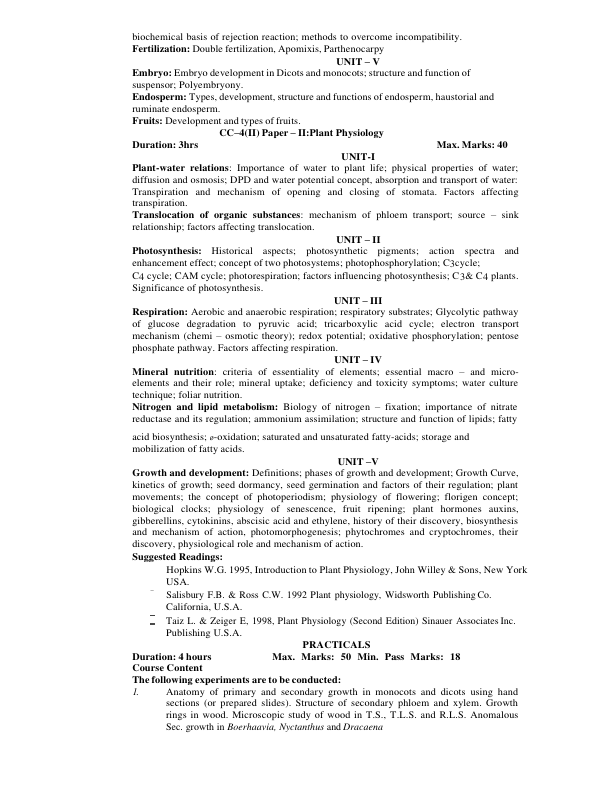 biochemical basis of rejection reaction; methods to overcome incompatibility.
Fertilization: Double fertilization, Apomixis, Parthenocarpy
UNIT – V
Embryo: Embryo development in Dicots and monocots; structure and function of
suspensor; Polyembryony.
Endosperm: Types, development, structure and functions of endosperm, haustorial and
ruminate endosperm.
Fruits: Development and types of fruits.
CC–4(II) Paper – II:Plant Physiology
Duration: 3hrs Max. Marks: 40
UNIT-I
Plant-water relations: Importance of water to plant life; physical properties of water;
diffusion and osmosis; DPD and water potential concept, absorption and transport of water:
Transpiration and mechanism of opening and closing of stomata. Factors affecting
transpiration.
Translocation of organic substances: mechanism of phloem transport; source – sink
relationship; factors affecting translocation.
UNIT – II
Photosynthesis: Historical aspects; photosynthetic pigments; action spectra and
enhancement effect; concept of two photosystems; photophosphorylation; C3cycle;
C4 cycle; CAM cycle; photorespiration; factors influencing photosynthesis; C3& C4 plants.
Significance of photosynthesis.
UNIT – III
Respiration: Aerobic and anaerobic respiration; respiratory substrates; Glycolytic pathway
of glucose degradation to pyruvic acid; tricarboxylic acid cycle; electron transport
mechanism (chemi – osmotic theory); redox potential; oxidative phosphorylation; pentose
phosphate pathway. Factors affecting respiration.
UNIT – IV
Mineral nutrition: criteria of essentiality of elements; essential macro – and micro-
elements and their role; mineral uptake; deficiency and toxicity symptoms; water culture
technique; foliar nutrition.
Nitrogen and lipid metabolism: Biology of nitrogen – fixation; importance of nitrate
reductase and its regulation; ammonium assimilation; structure and function of lipids; fatty
acid biosynthesis; ø-oxidation; saturated and unsaturated fatty-acids; storage and
mobilization of fatty acids.
UNIT –V
Growth and development: Definitions; phases of growth and development; Growth Curve,
kinetics of growth; seed dormancy, seed germination and factors of their regulation; plant
movements; the concept of photoperiodism; physiology of flowering; florigen concept;
biological clocks; physiology of senescence, fruit ripening; plant hormones auxins,
gibberellins, cytokinins, abscisic acid and ethylene, history of their discovery, biosynthesis
and mechanism of action, photomorphogenesis; phytochromes and cryptochromes, their
discovery, physiological role and mechanism of action.
Suggested Readings:
Hopkins W.G. 1995, Introduction to Plant Physiology, John Willey & Sons, New York
USA.
Salisbury F.B. & Ross C.W. 1992 Plant physiology, Widsworth Publishing Co.
California, U.S.A.
Taiz L. & Zeiger E, 1998, Plant Physiology (Second Edition) Sinauer Associates Inc.
Publishing U.S.A.
PRACTICALS
Duration: 4 hours Max. Marks: 50 Min. Pass Marks: 18
Course Content
The following experiments are to be conducted:
1. Anatomy of primary and secondary growth in monocots and dicots using hand
sections (or prepared slides). Structure of secondary phloem and xylem. Growth
rings in wood. Microscopic study of wood in T.S., T.L.S. and R.L.S. Anomalous
Sec. growth in Boerhaavia, Nyctanthus and Dracaena